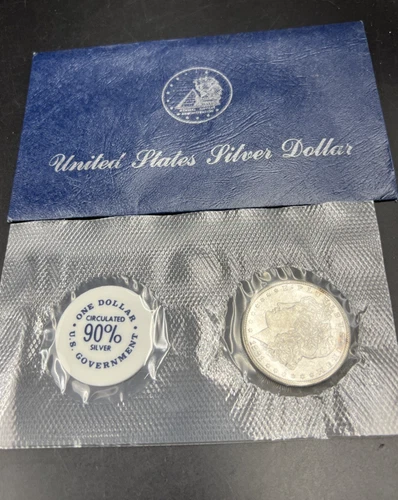 United States Silver Dollar
ONE DOLLAR
CIRCULATED
90%
SILVER
U.S. GOVERNMENT